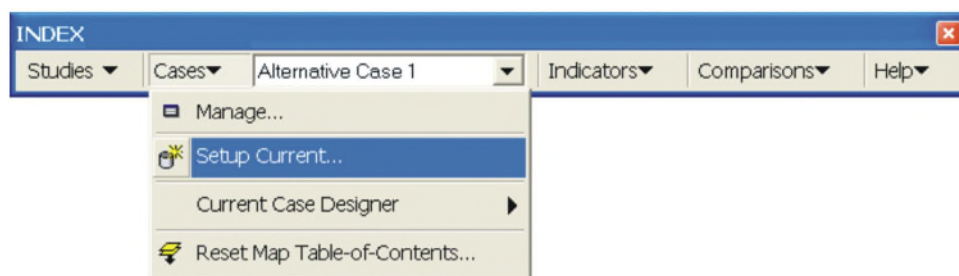 INDEX
Studies Cases Alternative Case 1 Indicators Comparisons Help
Manage...
Setup Current...
Current Case Designer
Reset Map Table-of-Contents...